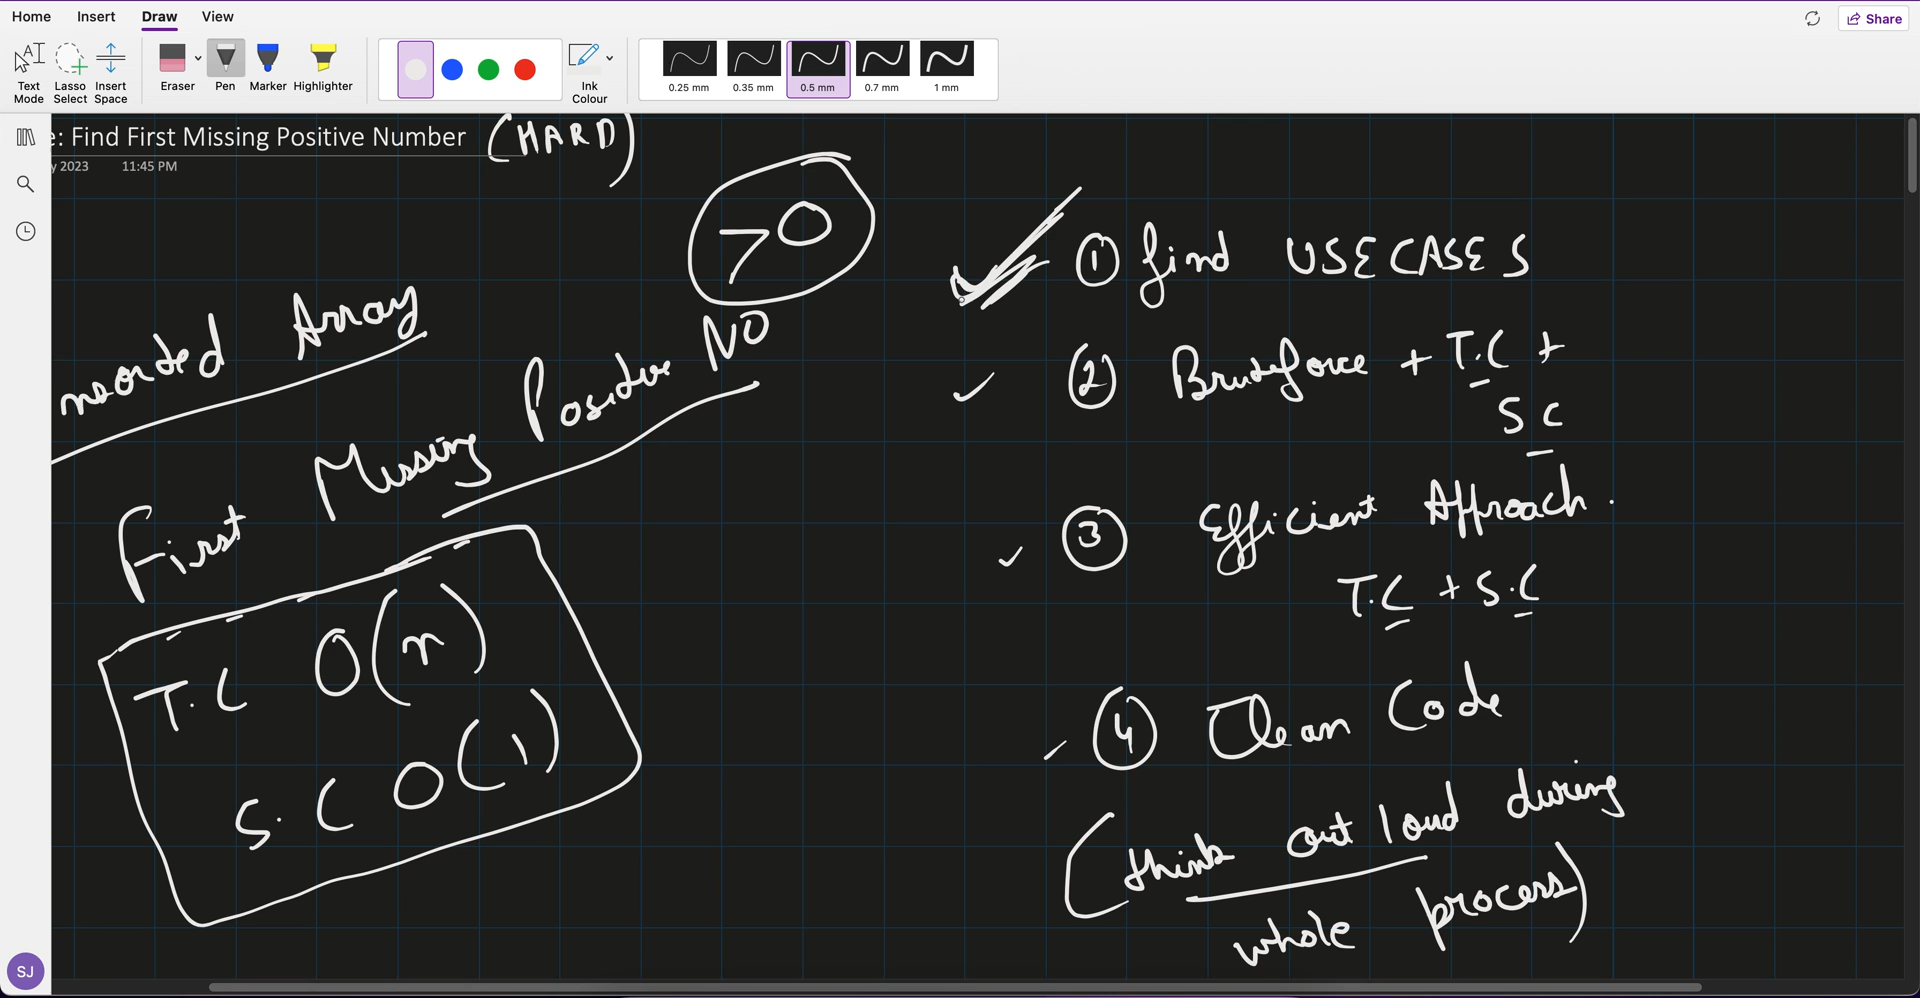 Home Insert Draw View
Share
Text Mode
Lasso Select
Insert Space
Eraser
Pen
Marker
Highlighter
Ink Colour
0.25 mm
0.35 mm
0.5 mm
0.7 mm
1 mm
e: Find First Missing Positive Number (HARD)
y 2023 11:45 PM
>0
nsorted Array
First Missing Positive NO
T.C O(n)
S.C O(1)
① find USECASES
② Bruteforce + T.C +
SC
③ Efficient Approach.
T.C + S.C
④ Clean Code
(think out loud during
whole process)
SJ